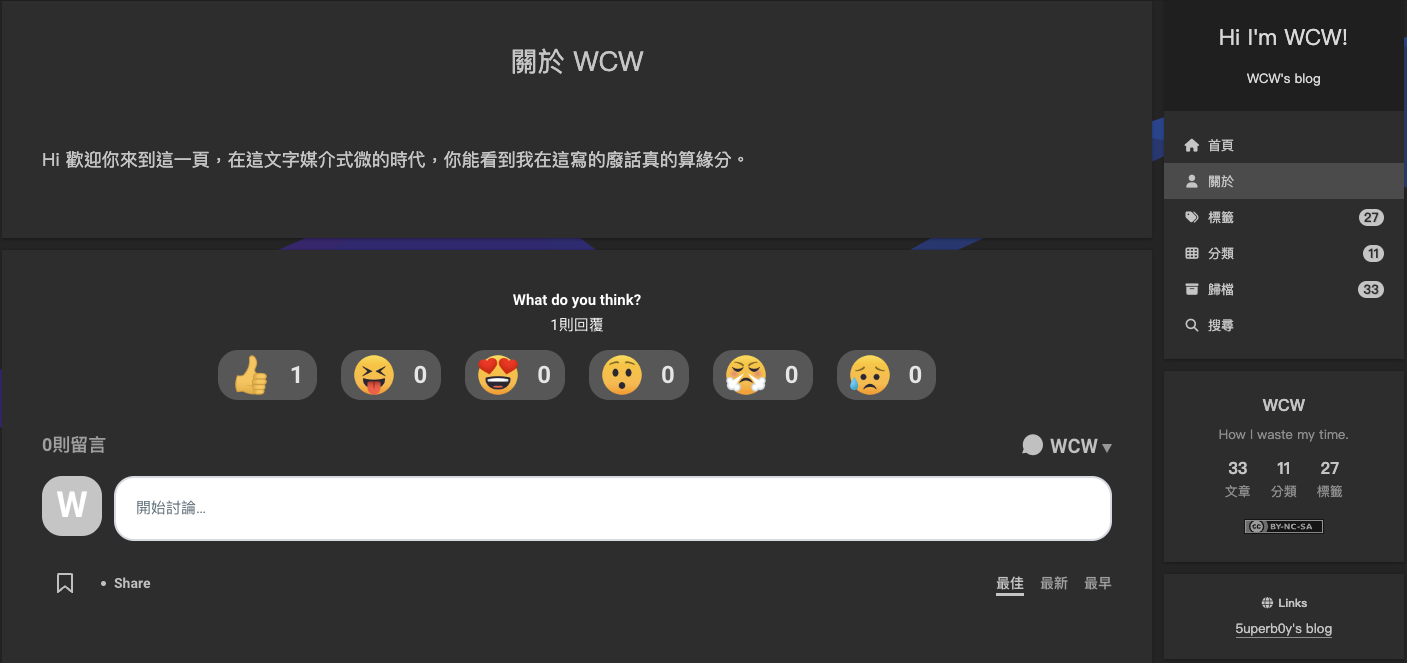 關於 WCW
Hi 歡迎你來到這一頁，在這文字媒介式微的時代，你能看到我在這寫的廢話真的算緣分。
What do you think?
1則回覆
1 0 0 0 0 0
0則留言
WCW
W
開始討論...
Share
最佳 最新 最早
Hi I'm WCW!
WCW's blog
首頁
關於
標籤 27
分類 11
歸檔 33
搜尋
WCW
How I waste my time.
33 11 27
文章 分類 標籤
cc BY-NC-SA
Links
5uperb0y's blog